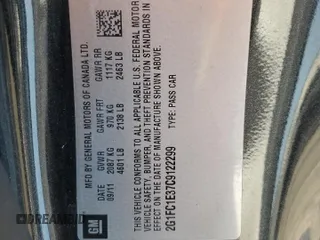 MFD BY GENERAL MOTORS OF CANADA LTD.
DATE GVWR GAWR FRT GAWR RR
09/11 2087 KG 970 KG 1117 KG
4601 LB 2138 LB 2463 LB
THIS VEHICLE CONFORMS TO ALL APPLICABLE U.S. FEDERAL MOTOR
VEHICLE SAFETY, BUMPER, AND THEFT PREVENTION STANDARDS IN
EFFECT ON THE DATE OF MANUFACTURE SHOWN ABOVE.
2G1FC1E37C9122299 TYPE: PASS CAR
GM
DREAMBID